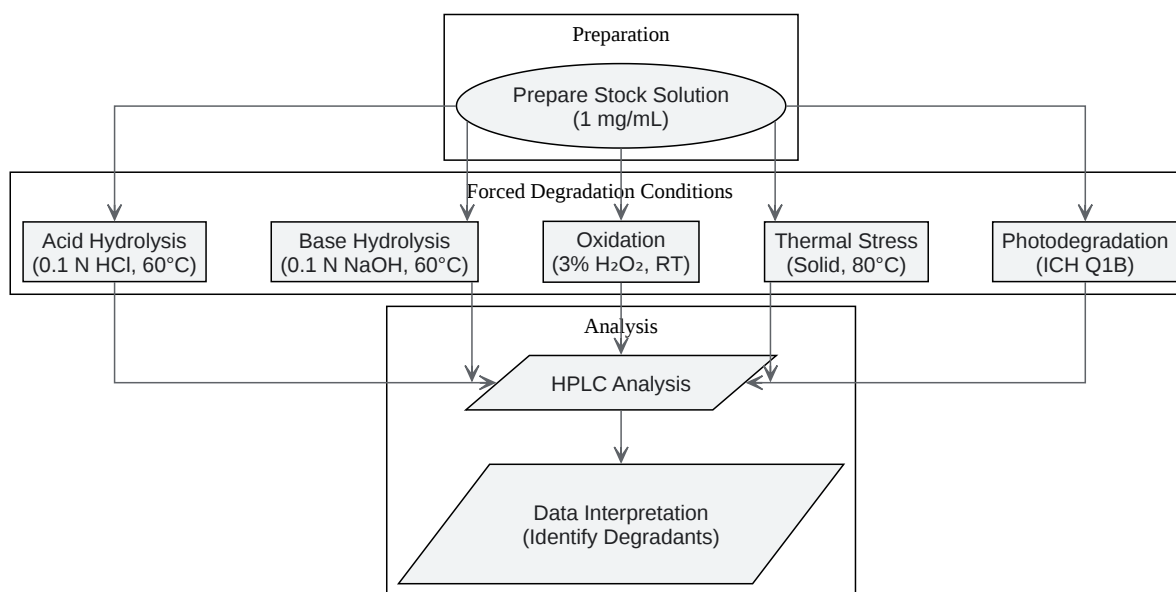 Preparation
Prepare Stock Solution
(1 mg/mL)
Forced Degradation Conditions
Acid Hydrolysis
(0.1 N HCl, 60°C)
Base Hydrolysis
(0.1 N NaOH, 60°C)
Oxidation
(3% H₂O₂, RT)
Thermal Stress
(Solid, 80°C)
Photodegradation
(ICH Q1B)
Analysis
HPLC Analysis
Data Interpretation
(Identify Degradants)